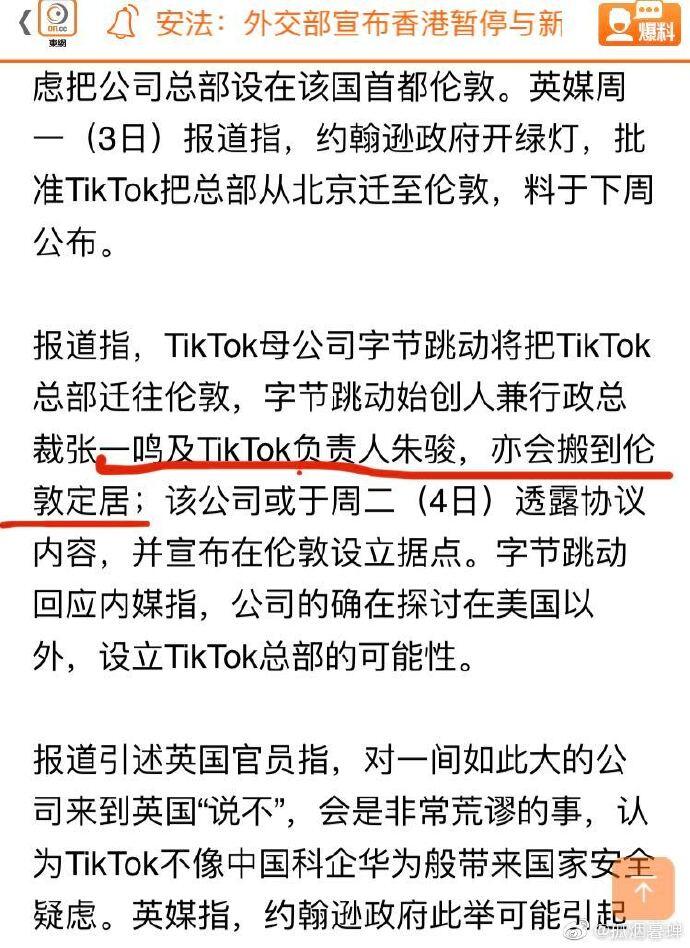 on.cc
東網
安法：外交部宣布香港暂停与新
爆料
虑把公司总部设在该国首都伦敦。英媒周
一（3日）报道指，约翰逊政府开绿灯，批
准TikTok把总部从北京迁至伦敦，料于下周
公布。
报道指，TikTok母公司字节跳动将把TikTok
总部迁往伦敦，字节跳动始创人兼行政总
裁张一鸣及TikTok负责人朱骏，亦会搬到伦
敦定居；该公司或于周二（4日）透露协议
内容，并宣布在伦敦设立据点。字节跳动
回应内媒指，公司的确在探讨在美国以
外，设立TikTok总部的可能性。
报道引述英国官员指，对一间如此大的公
司来到英国“说不”，会是非常荒谬的事，认
为TikTok不像中国科企华为般带来国家安全
疑虑。英媒指，约翰逊政府此举可能引起
@孤烟暮蝉